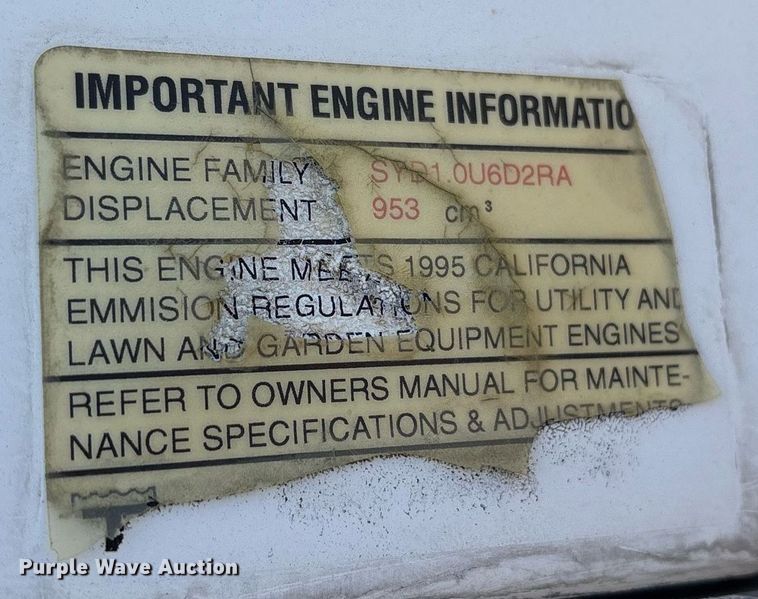 IMPORTANT ENGINE INFORMATIO
ENGINE FAMILY SYD1.0U6D2RA
DISPLACEMENT 953 cm³
THIS ENGINE MEETS 1995 CALIFORNIA
EMMISION REGULATIONS FOR UTILITY AND
LAWN AND GARDEN EQUIPMENT ENGINES
REFER TO OWNERS MANUAL FOR MAINTE-
NANCE SPECIFICATIONS & ADJUSTMENTS
Purple Wave Auction